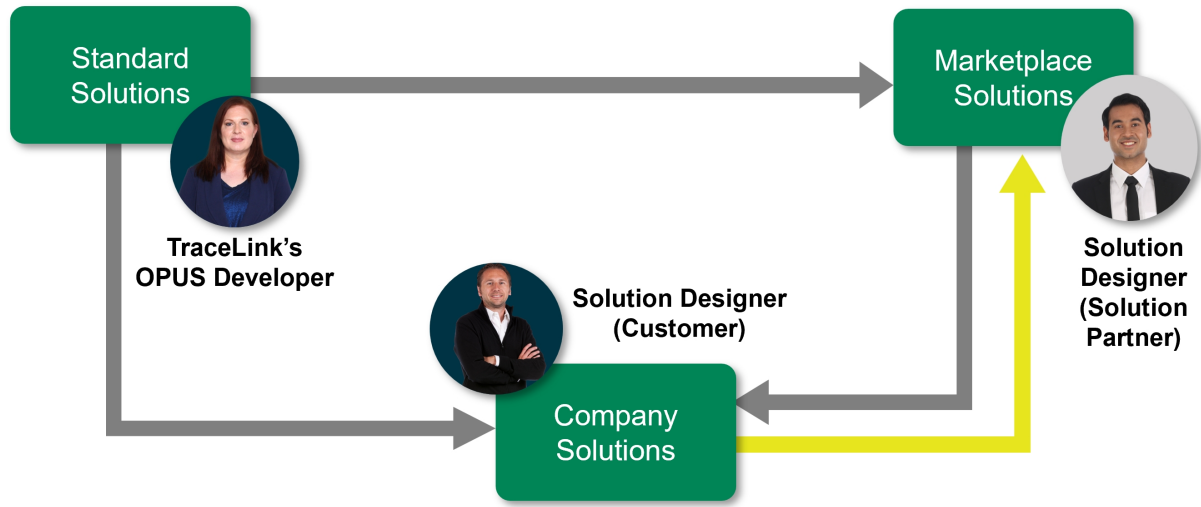 Standard
Solutions
Marketplace
Solutions
TraceLink's
OPUS Developer
Solution
Designer
(Solution
Partner)
Solution Designer
(Customer)
Company
Solutions